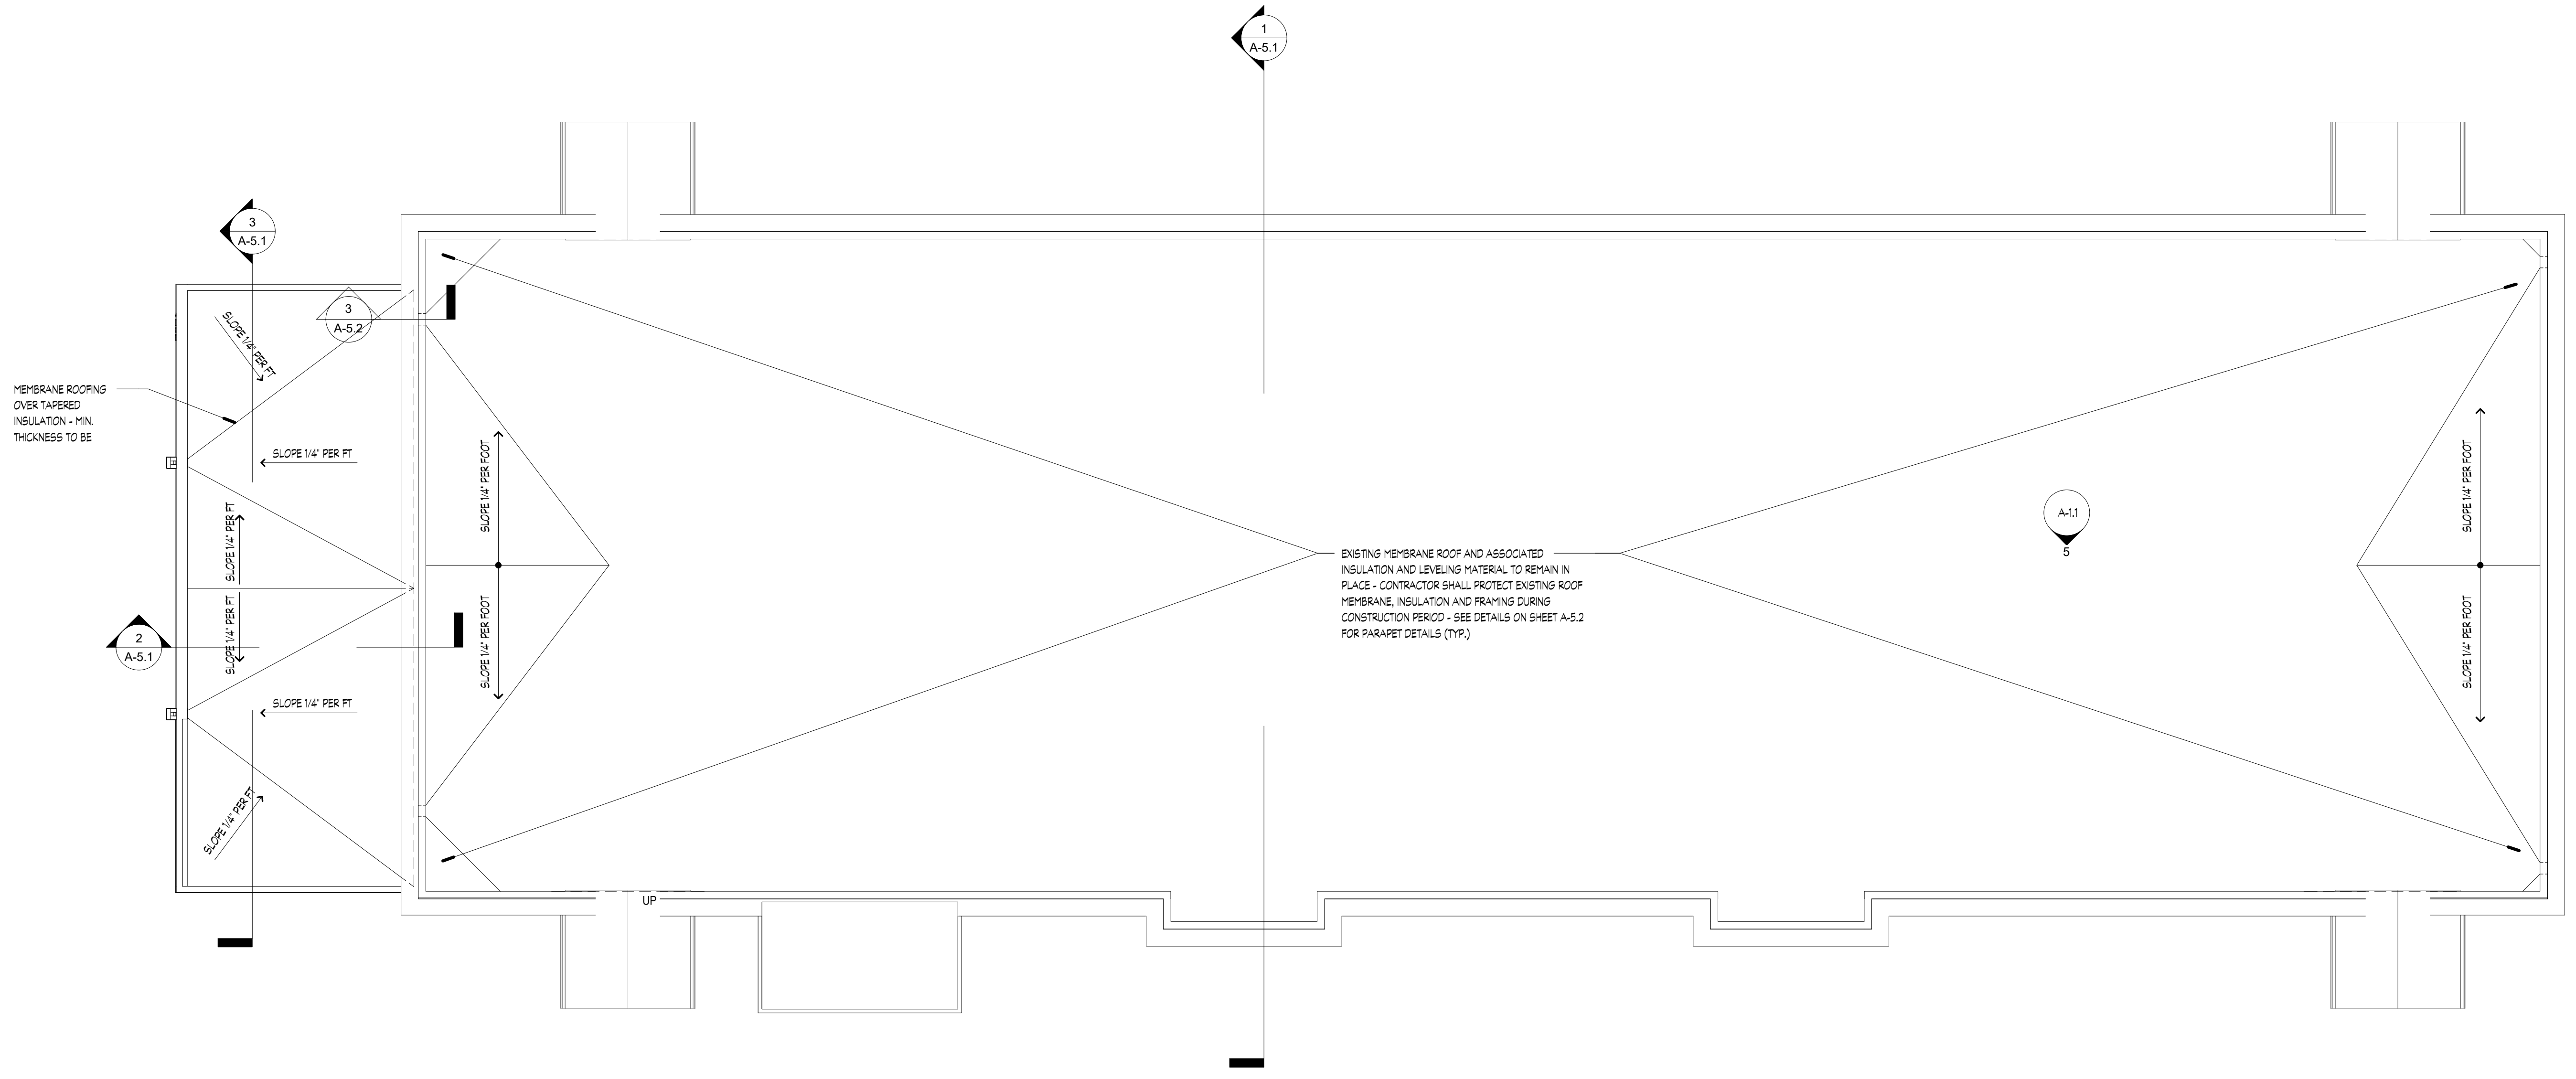 1
A-5.1
3
A-5.1
3
A-5.2
SLOPE 1/4" PER FT
MEMBRANE ROOFING
OVER TAPERED
INSULATION - MIN.
THICKNESS TO BE
SLOPE 1/4" PER FT
SLOPE 1/4" PER FT
SLOPE 1/4" PER FT
2
A-5.1
SLOPE 1/4" PER FT
SLOPE 1/4" PER FT
SLOPE 1/4" PER FOOT
SLOPE 1/4" PER FOOT
EXISTING MEMBRANE ROOF AND ASSOCIATED
INSULATION AND LEVELING MATERIAL TO REMAIN IN
PLACE - CONTRACTOR SHALL PROTECT EXISTING ROOF
MEMBRANE, INSULATION AND FRAMING DURING
CONSTRUCTION PERIOD - SEE DETAILS ON SHEET A-5.2
FOR PARAPET DETAILS (TYP.)
A-1.1
5
SLOPE 1/4" PER FOOT
SLOPE 1/4" PER FOOT
UP